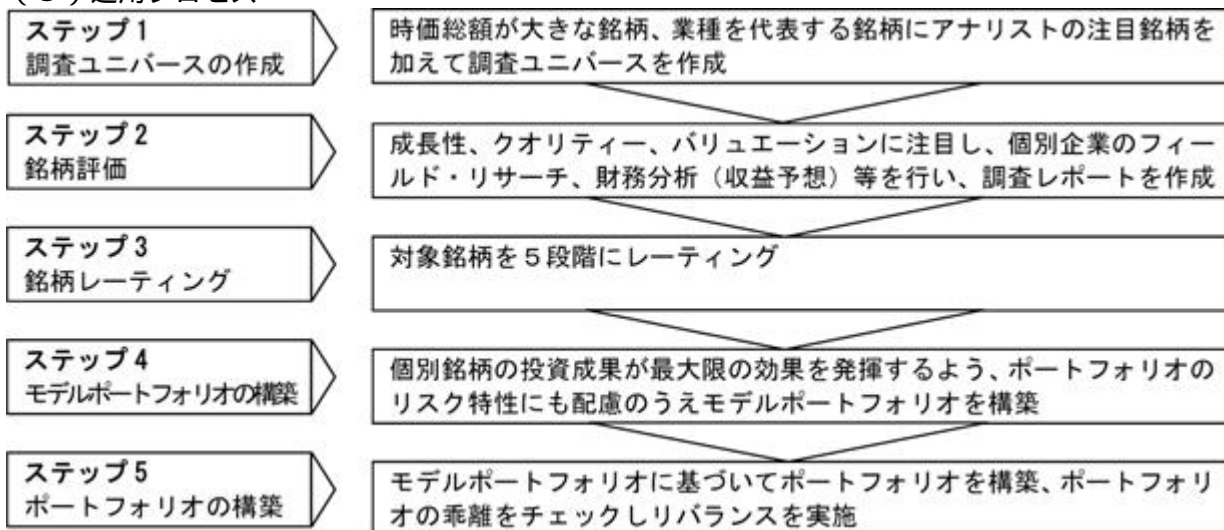 ステップ1
調査ユニバースの作成
時価総額が大きな銘柄、業種を代表する銘柄にアナリストの注目銘柄を
加えて調査ユニバースを作成
ステップ2
銘柄評価
成長性、クオリティー、バリュエーションに注目し、個別企業のフィー
ルド・リサーチ、財務分析（収益予想）等を行い、調査レポートを作成
ステップ3
銘柄レーティング
対象銘柄を５段階にレーティング
ステップ4
モデルポートフォリオの構築
個別銘柄の投資成果が最大限の効果を発揮するよう、ポートフォリオの
リスク特性にも配慮のうえモデルポートフォリオを構築
ステップ5
ポートフォリオの構築
モデルポートフォリオに基づいてポートフォリオを構築、ポートフォリ
オの乖離をチェックしリバランスを実施